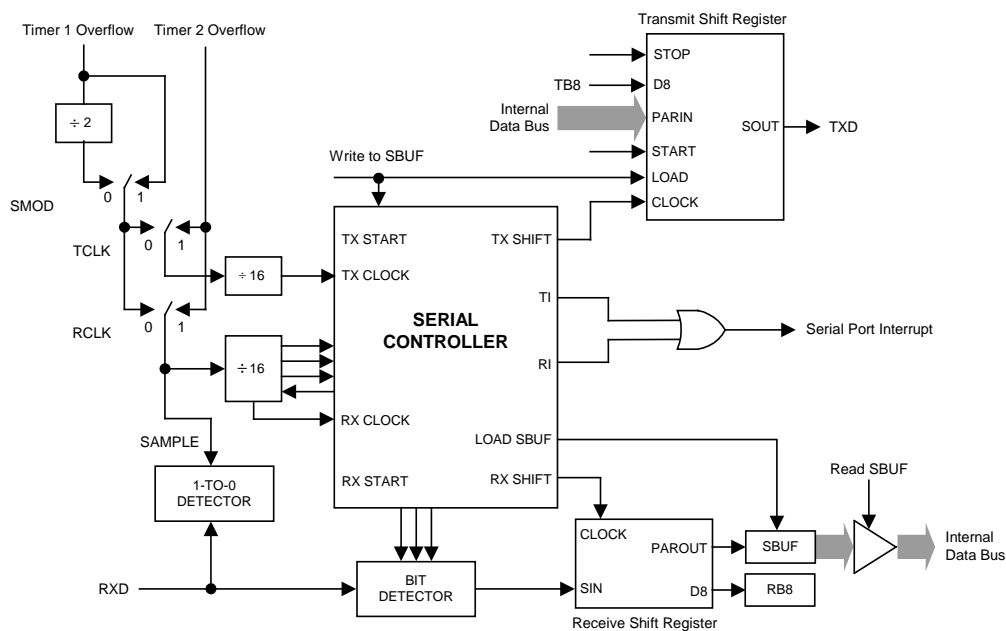 Transmit Shift Register
Timer 1 Overflow
Timer 2 Overflow
STOP
TB8
D8
÷ 2
Internal
Data Bus
PARIN
SOUT
TXD
START
Write to SBUF
LOAD
0
1
SMOD
CLOCK
TX START
TX SHIFT
TCLK
0
1
÷ 16
TX CLOCK
TI
SERIAL
CONTROLLER
Serial Port Interrupt
RCLK
0
1
÷ 16
RI
RX CLOCK
SAMPLE
LOAD SBUF
1-TO-0
DETECTOR
RX START
RX SHIFT
Read SBUF
CLOCK
PAROUT
SBUF
Internal
Data Bus
RXD
BIT
DETECTOR
SIN
D8
RB8
Receive Shift Register